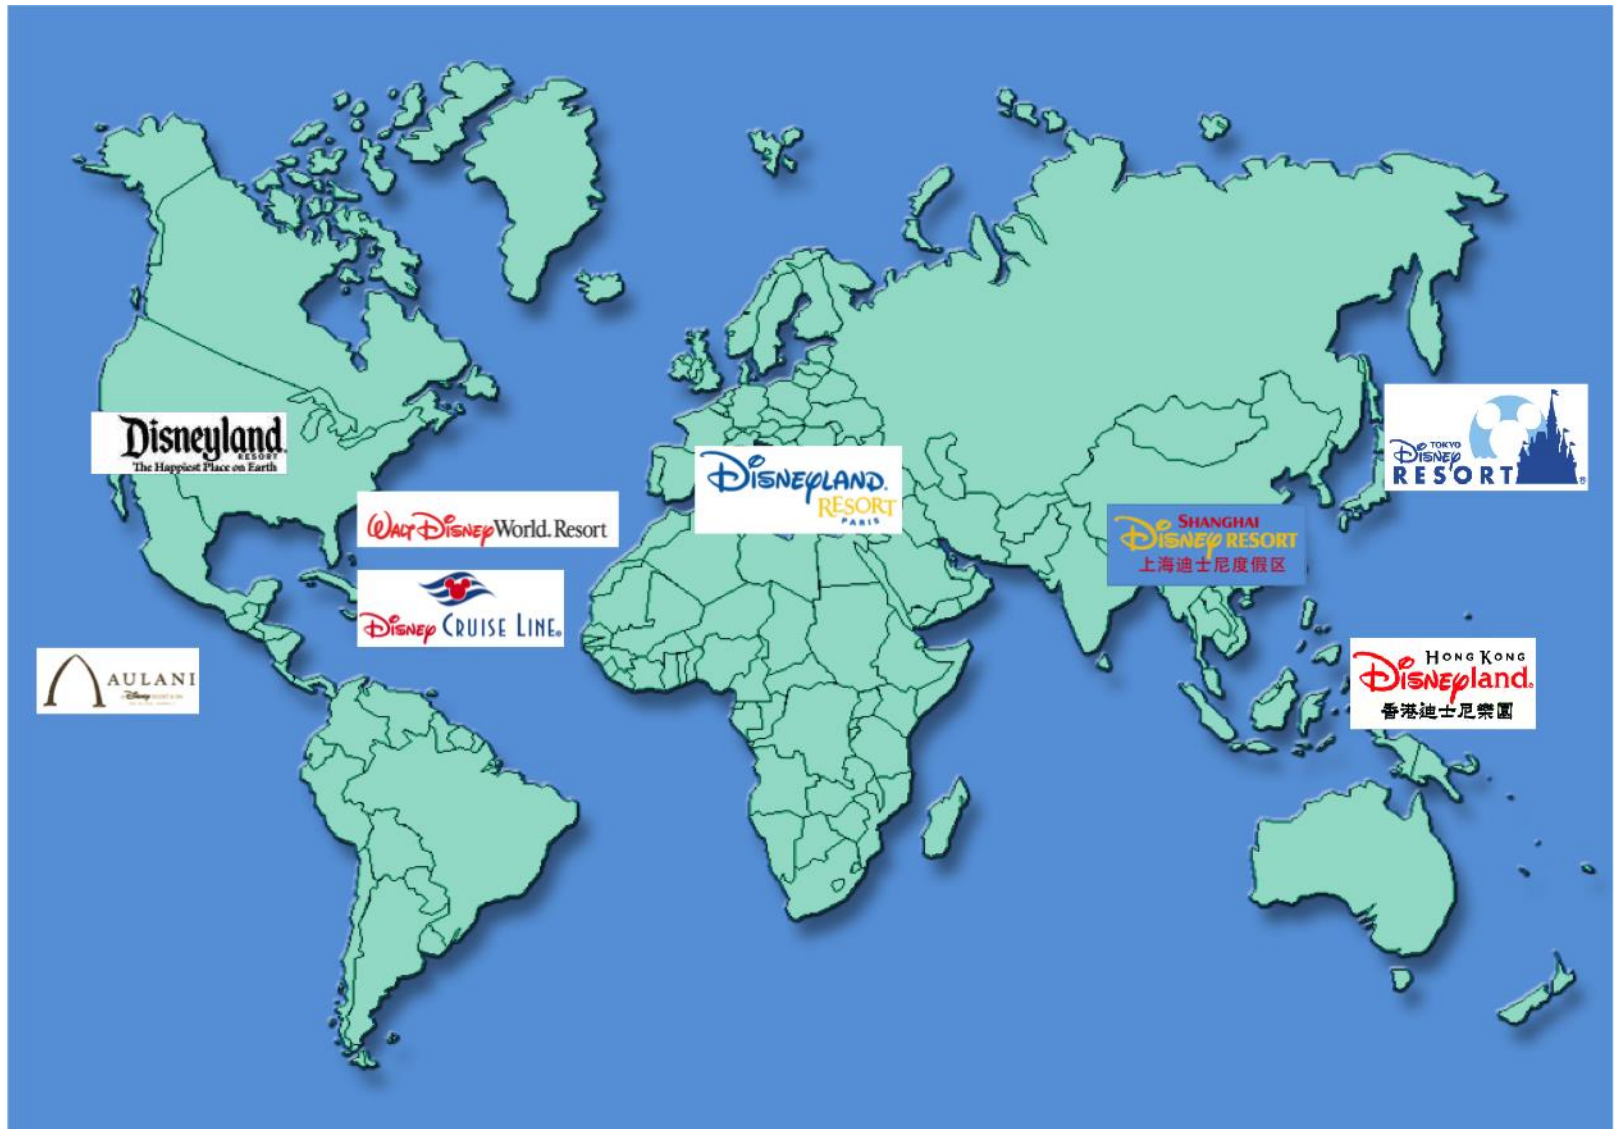 Disneyland
RESORT
The Happiest Place on Earth
WALT DISNEY World. Resort
DISNEY CRUISE LINE®
AULANI
Disney
DISNEYLAND.
RESORT
PARIS
SHANGHAI
DISNEY RESORT
上海迪士尼度假区
TOKYO
DISNEY
RESORT®
HONG KONG
Disneyland.
香港迪士尼樂園